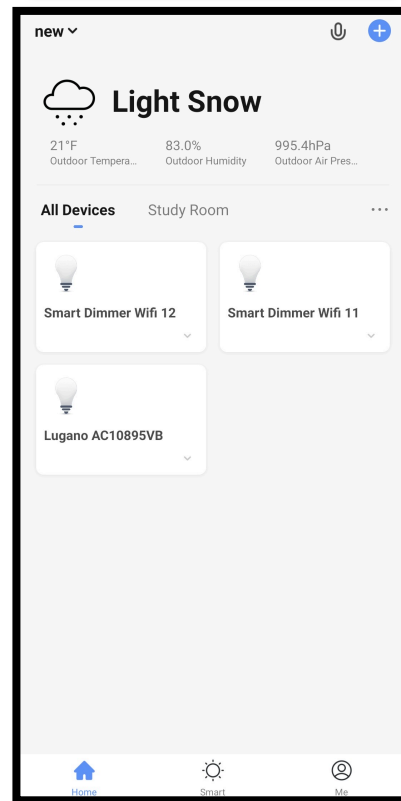 new
Light Snow
21°F
83.0%
995.4hPa
Outdoor Tempera...
Outdoor Humidity
Outdoor Air Pres...
All Devices
Study Room
Smart Dimmer Wifi 12
Smart Dimmer Wifi 11
Lugano AC10895VB
Home
Smart
Me